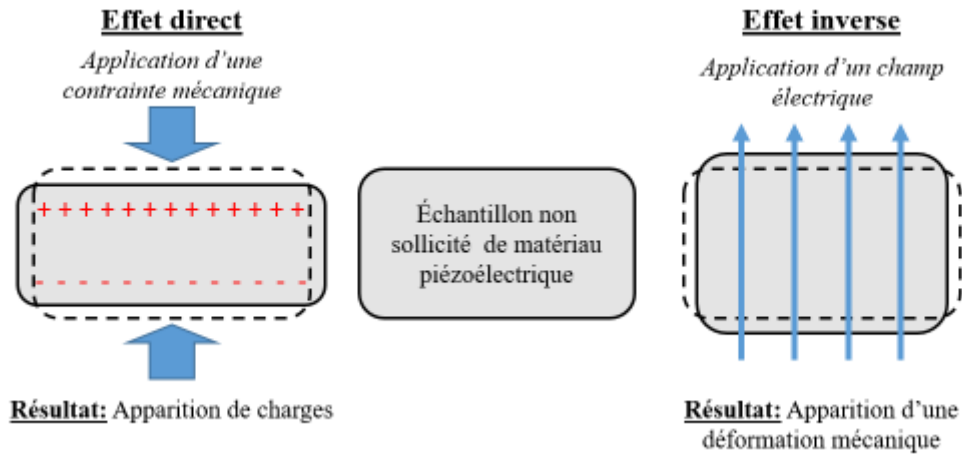 Effet direct
Application d'une
contrainte mécanique
+ + + + + + + + + + + + +
- - - - - - - - - - - - - -
Résultat: Apparition de charges
Échantillon non
sollicité de matériau
piézoélectrique
Effet inverse
Application d'un champ
électrique
Résultat: Apparition d'une
déformation mécanique